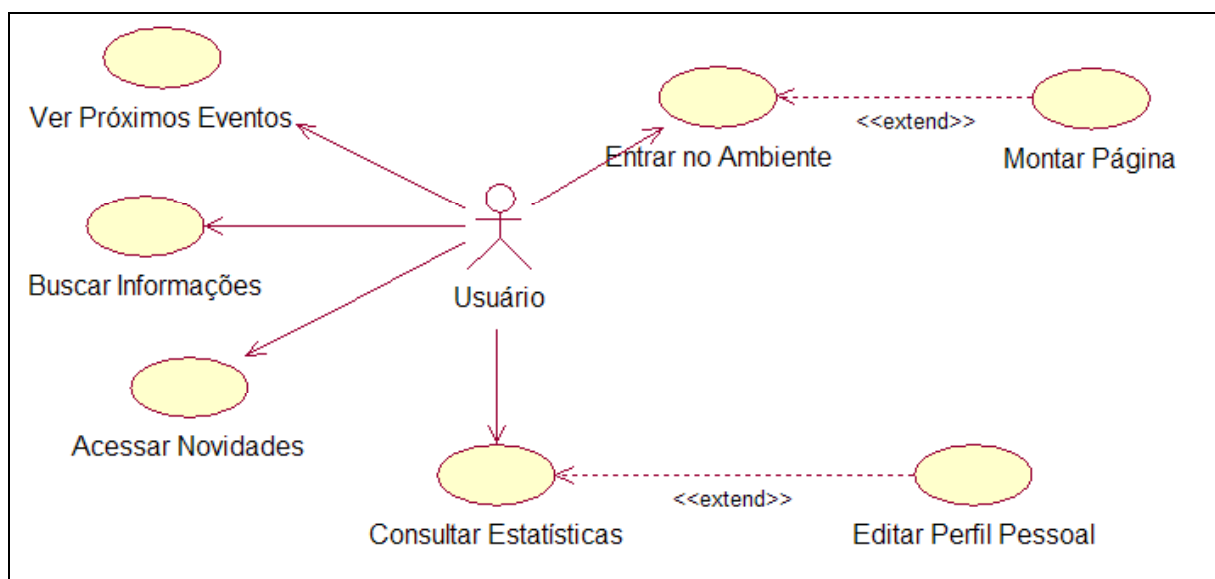 Ver Próximos Eventos
<<extend>>
Entrar no Ambiente
Montar Página
Buscar Informações
Usuário
Acessar Novidades
<<extend>>
Consultar Estatísticas
Editar Perfil Pessoal